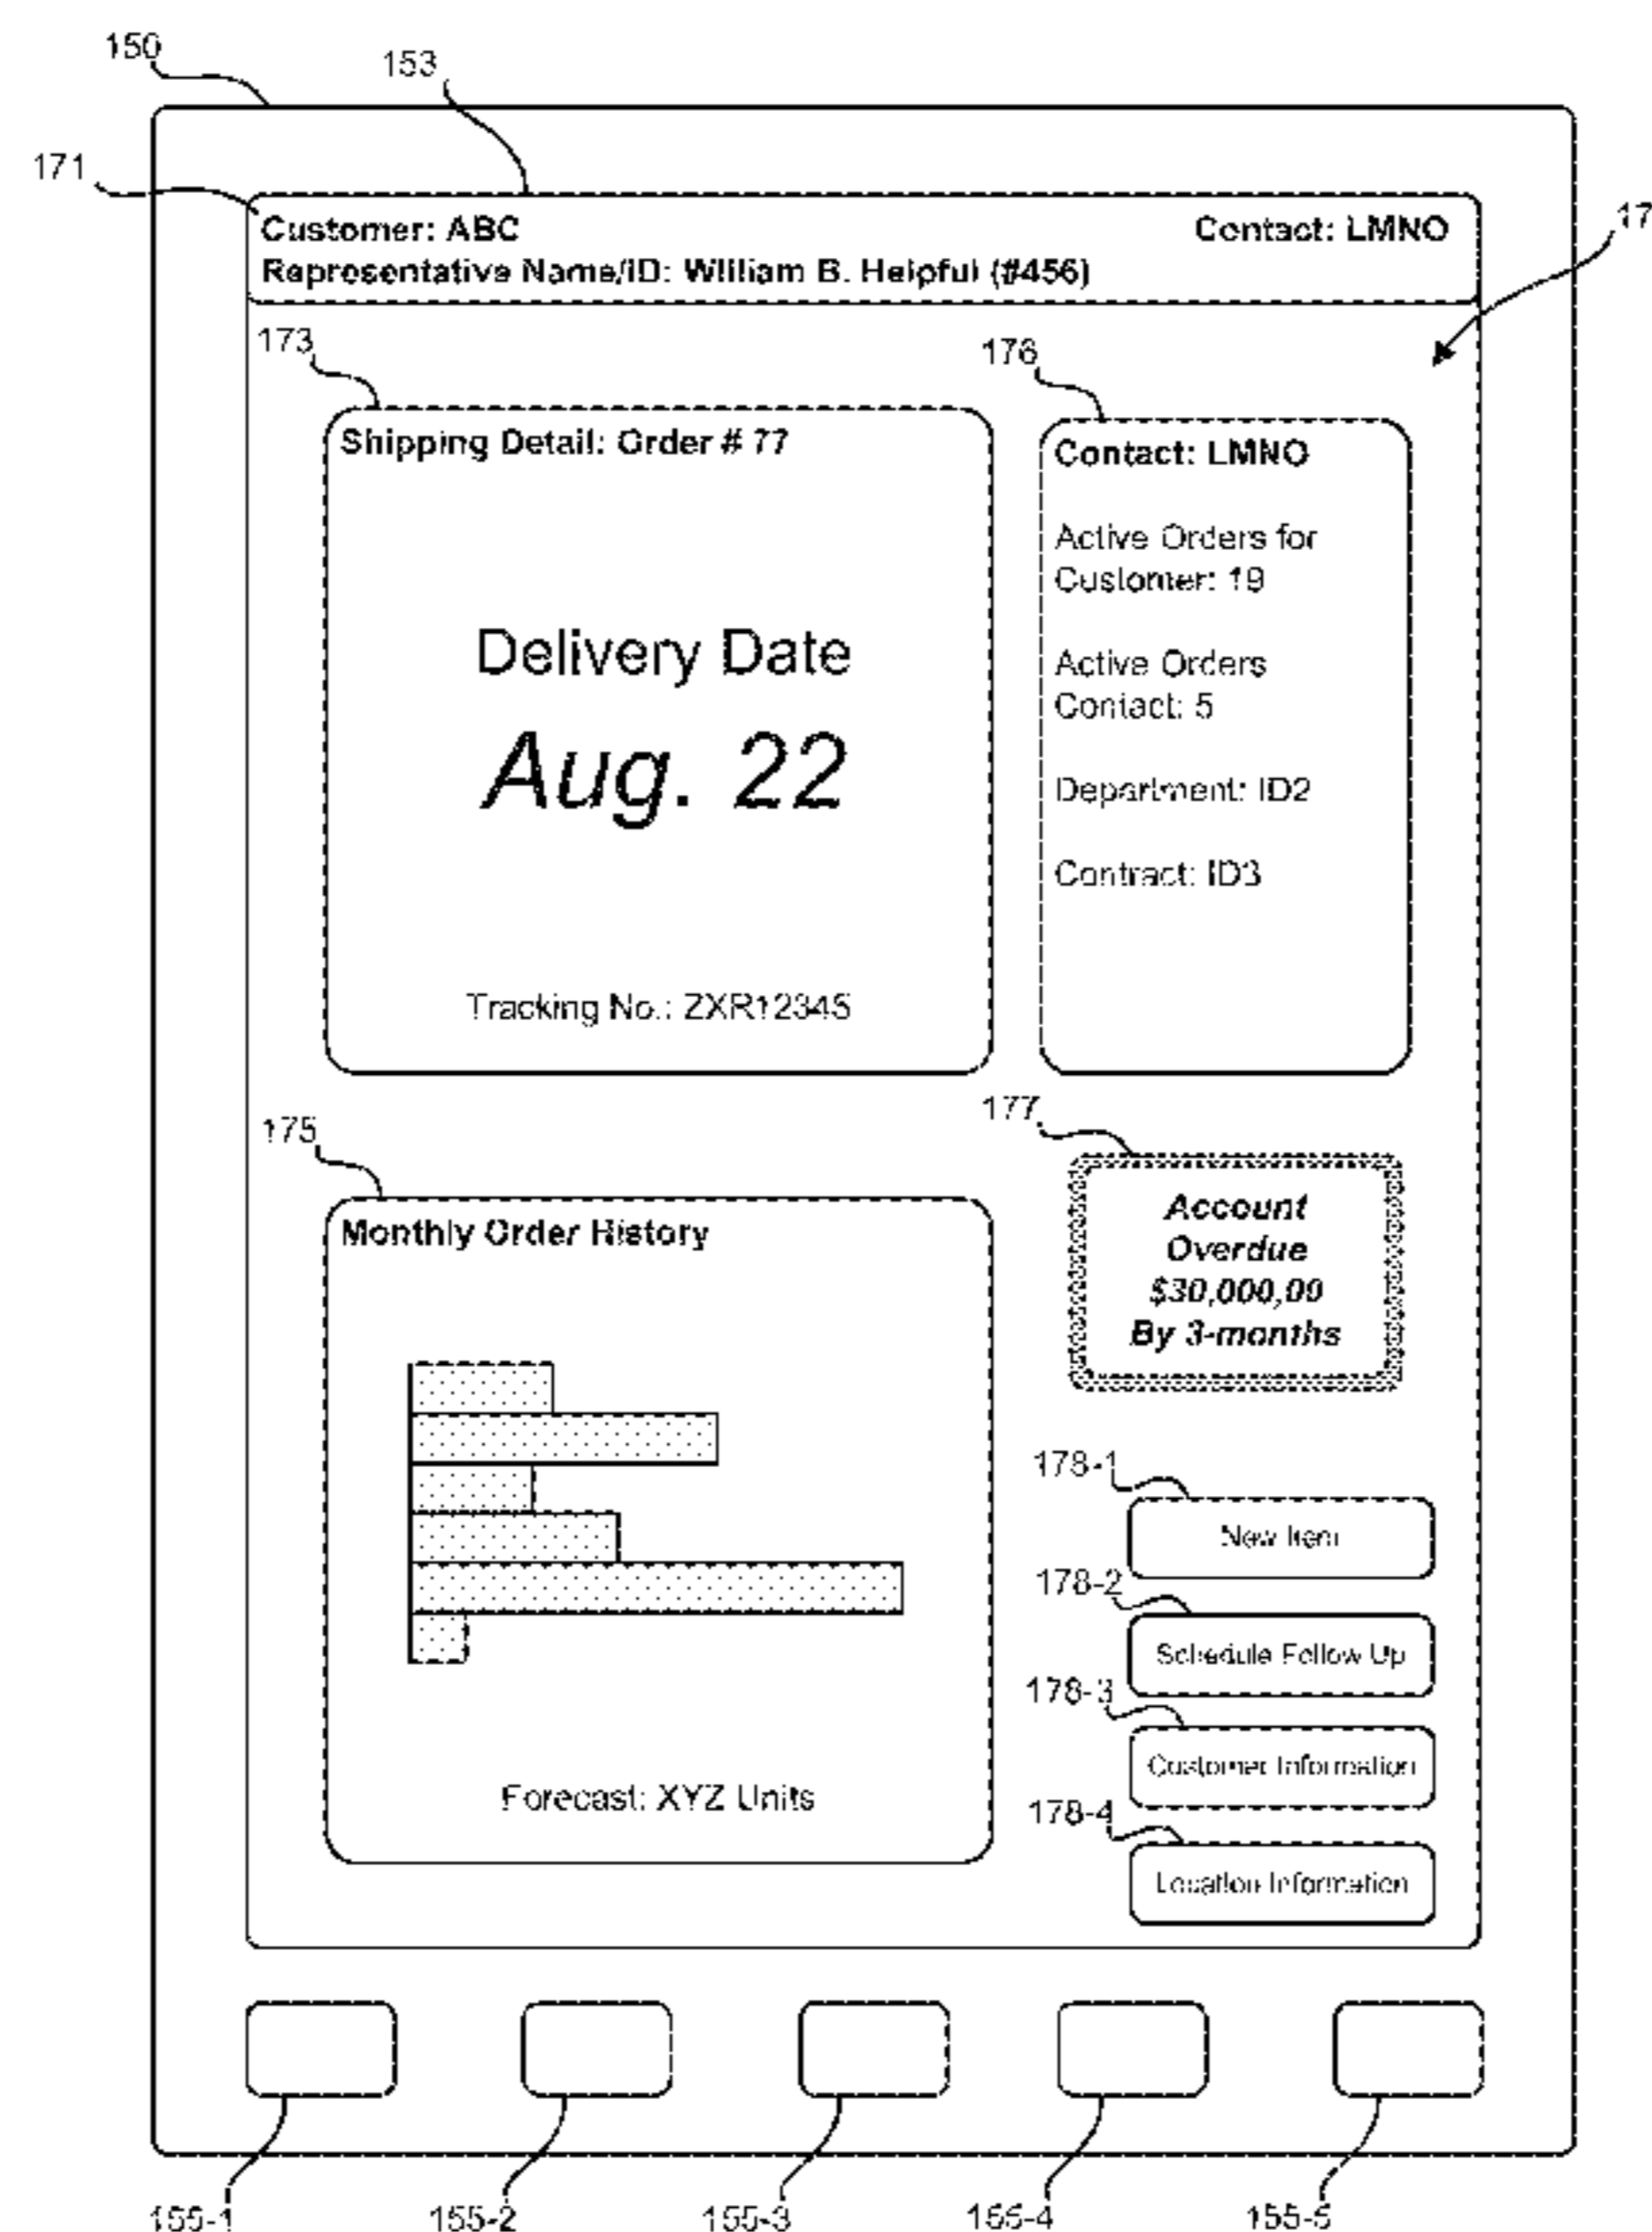 150
153
171
17
Customer: ABC Contact: LMNO
Representative Name/ID: William B. Helpful (#456)
173
176
Shipping Detail: Order # 77
Delivery Date
Aug. 22
Tracking No.: ZXR12345
Contact: LMNO
Active Orders for
Customer: 19
Active Orders
Contact: 5
Department: ID2
Contract: ID3
175
177
Monthly Order History
Forecast: XYZ Units
Account
Overdue
$30,000,00
By 3-months
178-1
New Item
178-2
Schedule Follow Up
178-3
Customer Information
178-4
Location Information
155-1 155-2 155-3 155-4 155-5